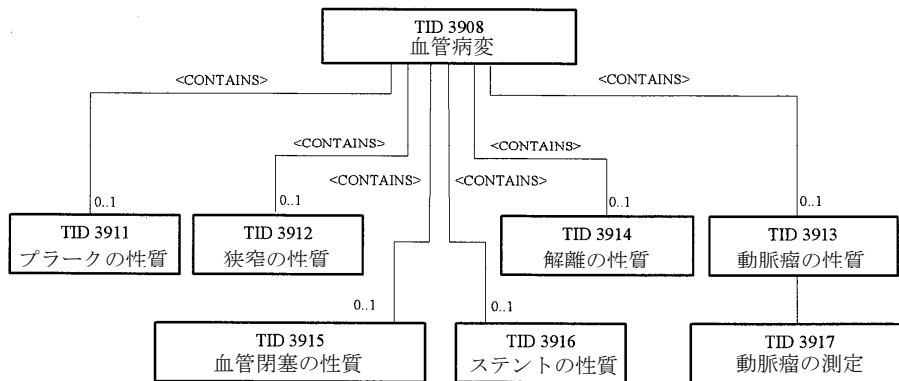 TID 3908
血管病変
<CONTAINS>
<CONTAINS>
<CONTAINS>
<CONTAINS>
<CONTAINS>
<CONTAINS>
0..1
0..1
0..1
0..1
TID 3911
プラークの性質
TID 3912
狭窄の性質
TID 3914
解離の性質
TID 3913
動脈瘤の性質
0..1
0..1
TID 3915
血管閉塞の性質
TID 3916
ステントの性質
TID 3917
動脈瘤の測定